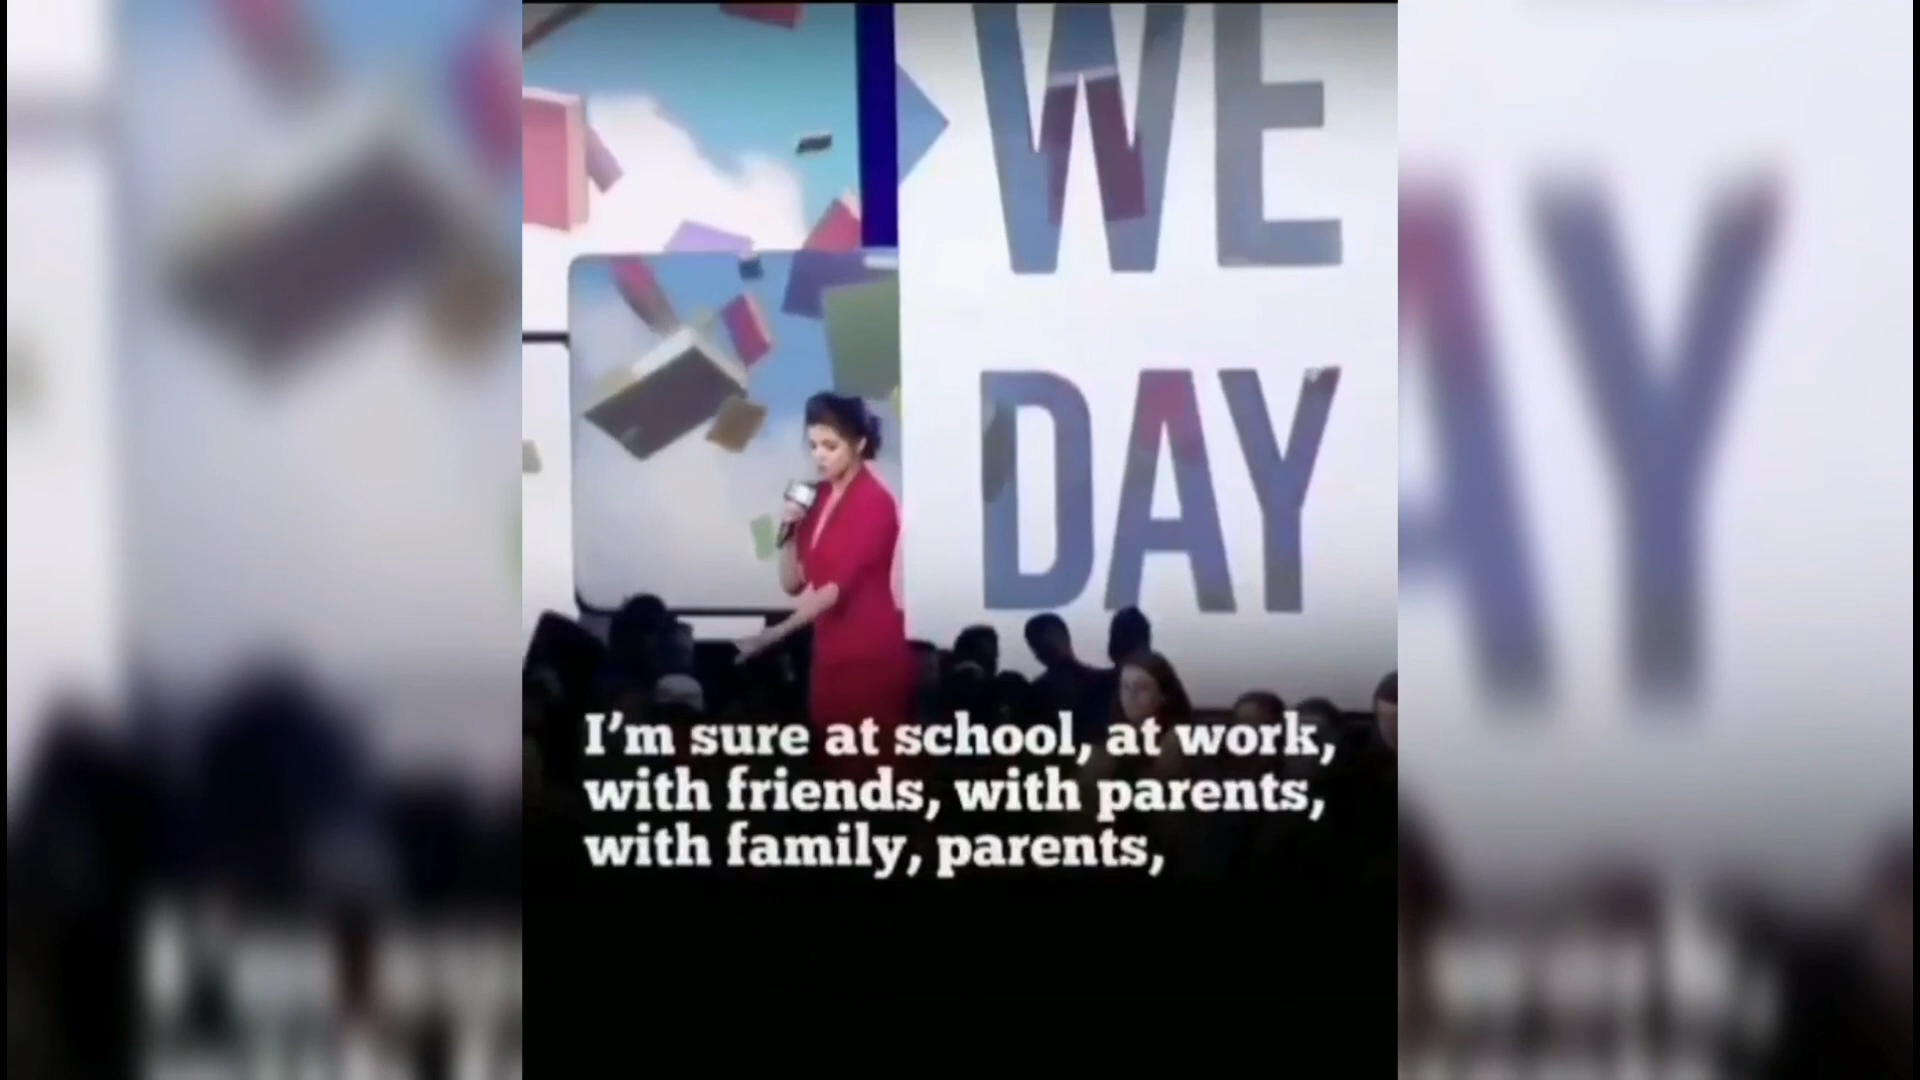 WE
DAY
I'm sure at school, at work,
with friends, with parents,
with family, parents,